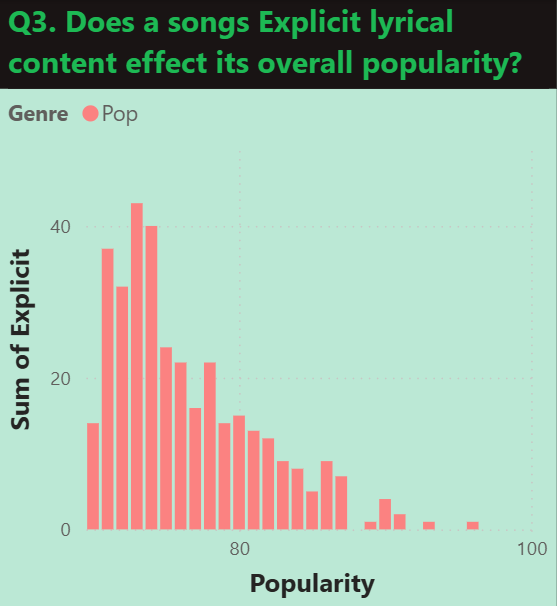 Q3. Does a songs Explicit lyrical
content effect its overall popularity?
Genre Pop
Sum of Explicit
40
20
0
80
100
Popularity